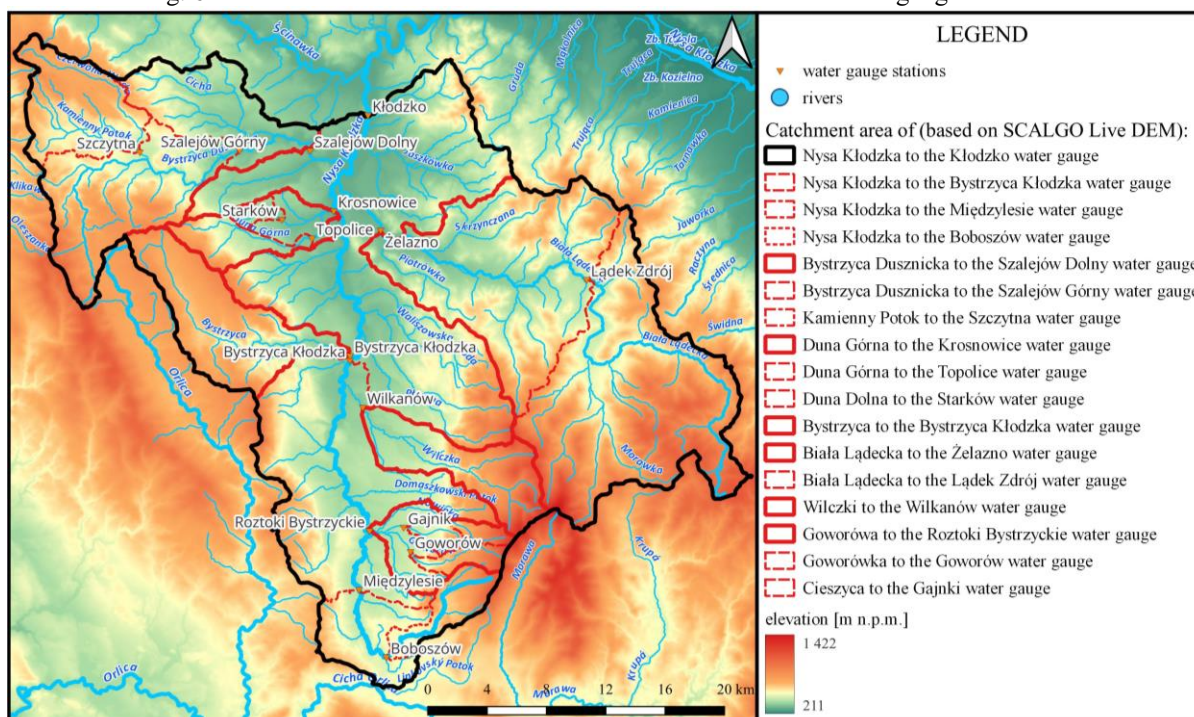 LEGEND
water gauge stations
rivers
Catchment area of (based on SCALGO Live DEM):
Nysa Kłodzka to the Kłodzko water gauge
Nysa Kłodzka to the Bystrzyca Kłodzka water gauge
Nysa Kłodzka to the Międzylesie water gauge
Nysa Kłodzka to the Boboszów water gauge
Bystrzyca Dusznicka to the Szalejów Dolny water gauge
Bystrzyca Dusznicka to the Szalejów Górny water gauge
Kamienny Potok to the Szczytna water gauge
Duna Górna to the Krosnowice water gauge
Duna Górna to the Topolice water gauge
Duna Dolna to the Starków water gauge
Bystrzyca to the Bystrzyca Kłodzka water gauge
Biała Lądecka to the Żelazno water gauge
Biała Lądecka to the Lądek Zdrój water gauge
Wilczki to the Wilkanów water gauge
Goworówa to the Roztoki Bystrzyckie water gauge
Goworówka to the Goworów water gauge
Cieszyca to the Gajnki water gauge
elevation [m n.p.m.]
1 422
211
Ścinawka
Cicha
Kamienny Potok
Szczytna
Szalejów Górny
Szalejów Dolny
Kłodzko
Nysa Kłodzka
Mąkolnica
Gruda
Trująca
Trująca
Nysa Kłodzka
Zb. Kozielno
Kamienica
Tarnawka
Starków
Krosnowice
Topolice
Żelazno
Skrzynczana
Lądek Zdrój
Jaworka
Raczyna
Średnica
Świdna
Biała Lądecka
Piotrówka
Bystrzyca
Bystrzyca Kłodzka
Bystrzyca Kłodzka
Wilkanów
Wilczka
Orlica
Morawka
Roztoki Bystrzyckie
Gajnik
Goworów
Międzylesie
Boboszów
Morawa
Krupá
Krupá
Orlica
Morawa
0 4 8 12 16 20 km